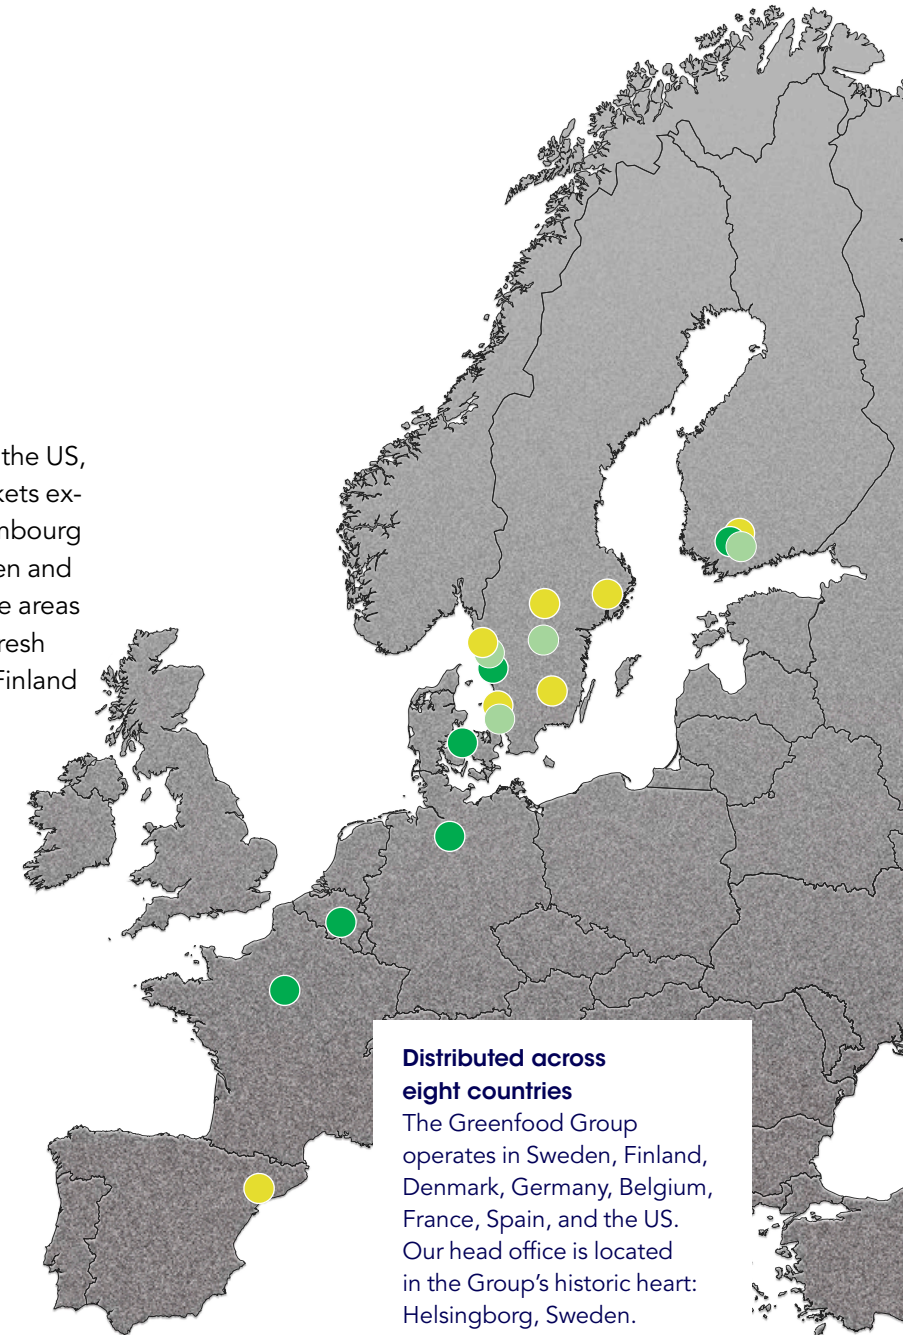 the US,
kets ex-
mbourg
en and
e areas
resh
Finland
Distributed across
eight countries
The Greenfood Group
operates in Sweden, Finland,
Denmark, Germany, Belgium,
France, Spain, and the US.
Our head office is located
in the Group's historic heart:
Helsingborg, Sweden.